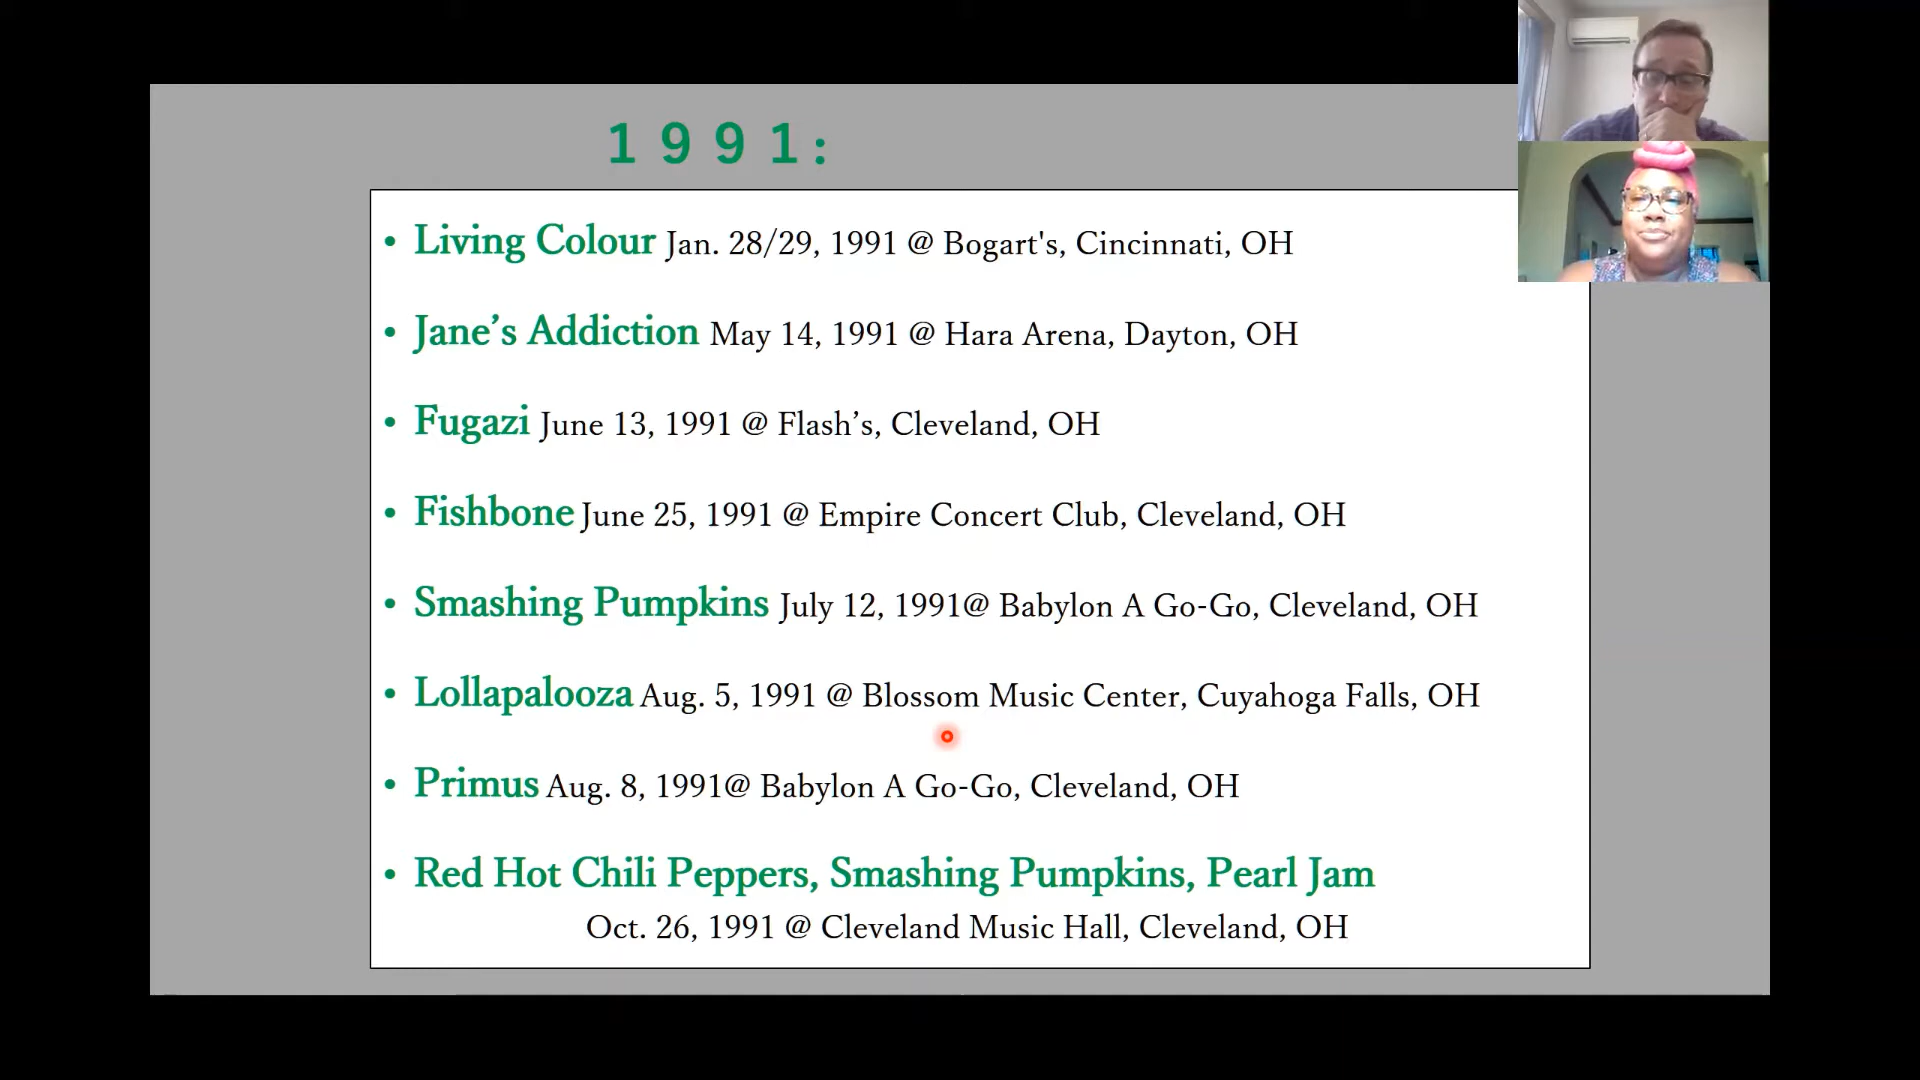 1991:
• Living Colour Jan. 28/29, 1991 @ Bogart's, Cincinnati, OH
• Jane’s Addiction May 14, 1991 @ Hara Arena, Dayton, OH
• Fugazi June 13, 1991 @ Flash’s, Cleveland, OH
• Fishbone June 25, 1991 @ Empire Concert Club, Cleveland, OH
• Smashing Pumpkins July 12, 1991@ Babylon A Go-Go, Cleveland, OH
• Lollapalooza Aug. 5, 1991 @ Blossom Music Center, Cuyahoga Falls, OH
• Primus Aug. 8, 1991@ Babylon A Go-Go, Cleveland, OH
• Red Hot Chili Peppers, Smashing Pumpkins, Pearl Jam
Oct. 26, 1991 @ Cleveland Music Hall, Cleveland, OH